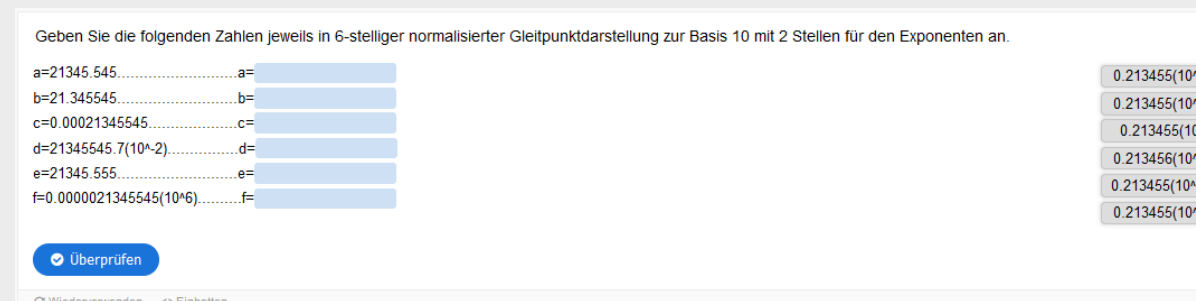 Geben Sie die folgenden Zahlen jeweils in 6-stelliger normalisierter Gleitpunktdarstellung zur Basis 10 mit 2 Stellen für den Exponenten an.
a=21345.545...........................a=
b=21.345545...........................b=
c=0.00021345545....................c=
d=21345545.7(10^-2)................d=
e=21345.555...........................e=
f=0.0000021345545(10^6)..........f=
0.213455(10^
0.213455(10^
0.213455(10
0.213456(10^
0.213455(10^
0.213455(10^
Überprüfen
Wiederverwenden <> Einbetten